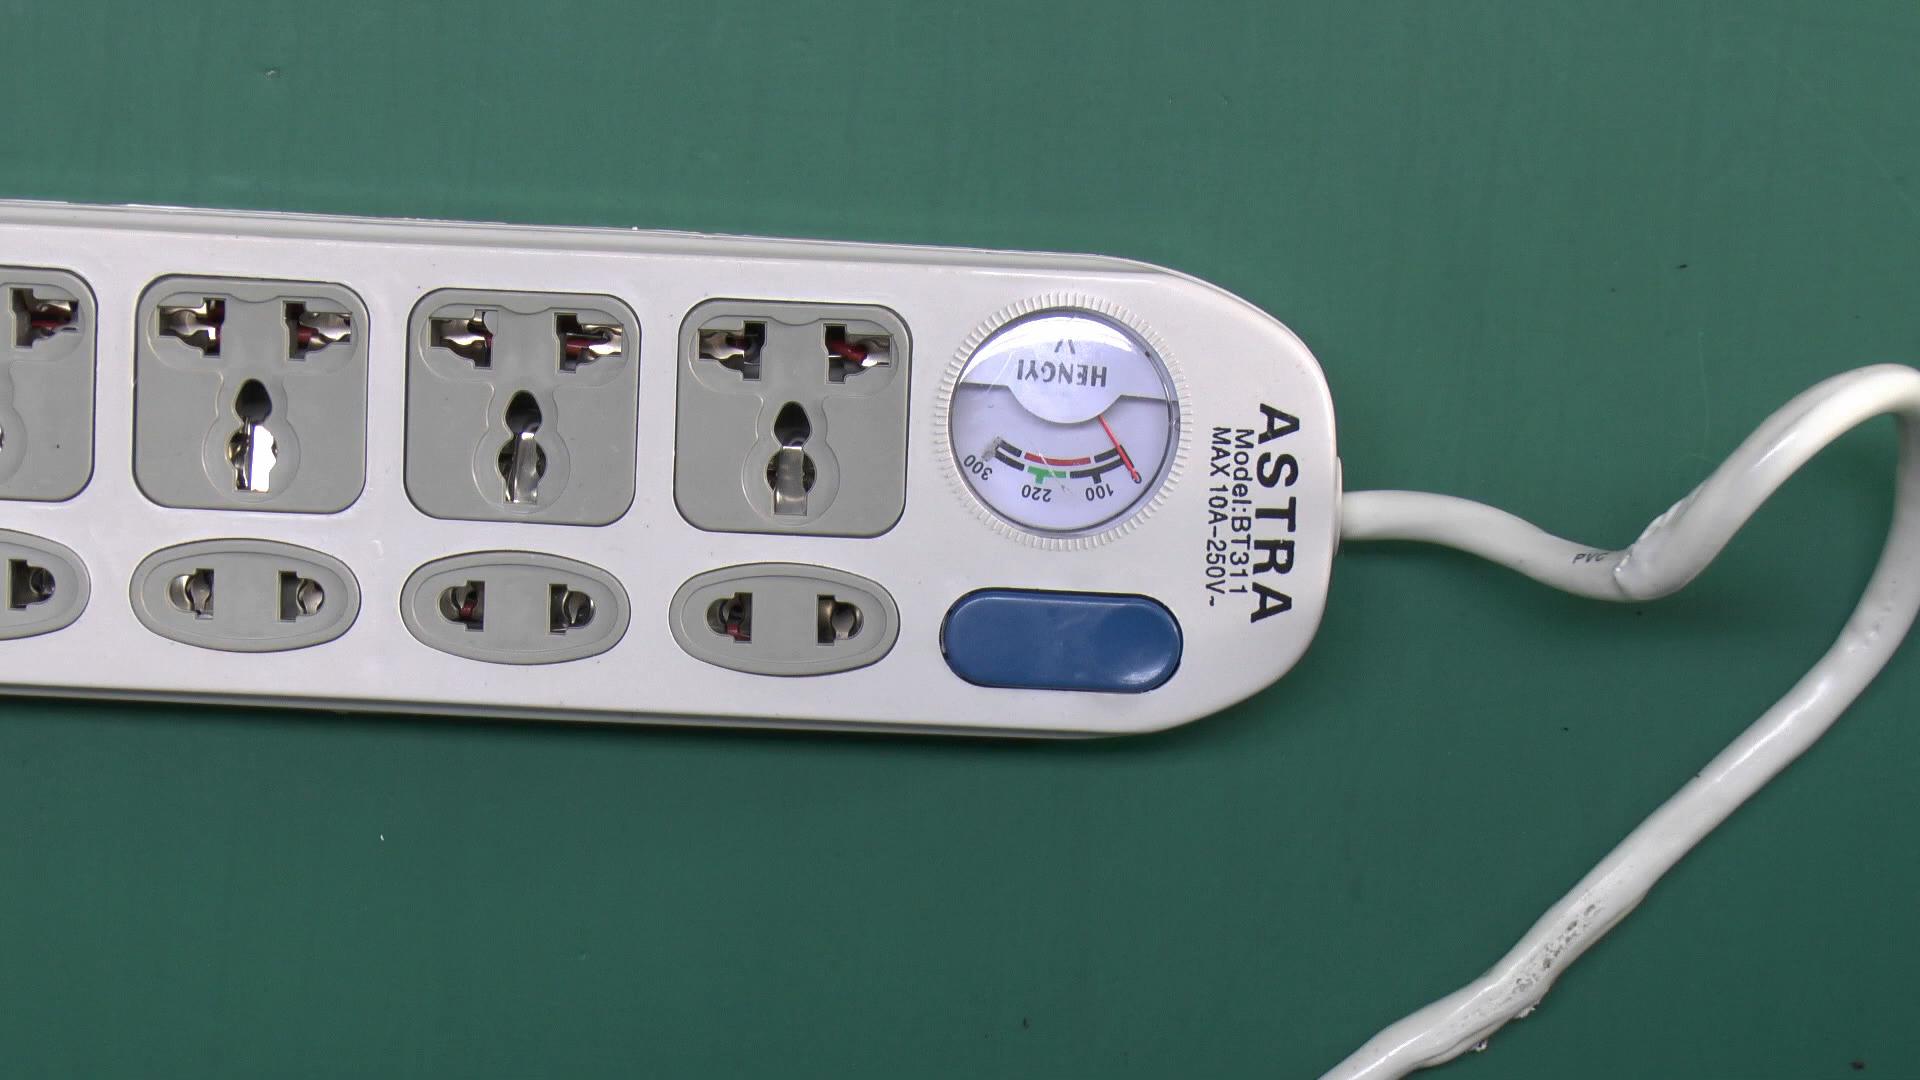 V
HENGYI
300
220
100
ASTRA
Model:BT311
MAX 10A-250V~
PVC